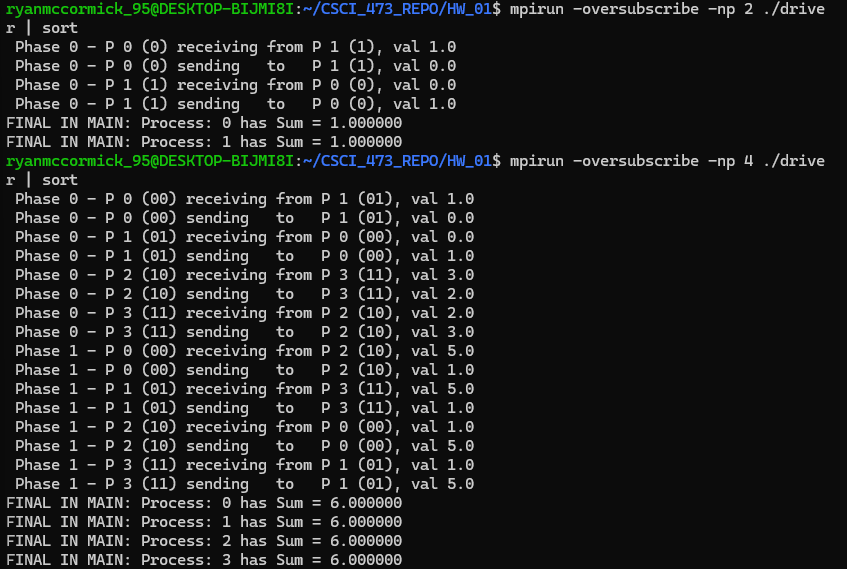 ryanmccormick_95@DESKTOP-BIJMI8I:~/CSCI_473_REPO/HW_01$ mpirun -oversubscribe -np 2 ./drive
r | sort
 Phase 0 - P 0 (0) receiving from P 1 (1), val 1.0
 Phase 0 - P 0 (0) sending   to   P 1 (1), val 0.0
 Phase 0 - P 1 (1) receiving from P 0 (0), val 0.0
 Phase 0 - P 1 (1) sending   to   P 0 (0), val 1.0
FINAL IN MAIN: Process: 0 has Sum = 1.000000
FINAL IN MAIN: Process: 1 has Sum = 1.000000
ryanmccormick_95@DESKTOP-BIJMI8I:~/CSCI_473_REPO/HW_01$ mpirun -oversubscribe -np 4 ./drive
r | sort
 Phase 0 - P 0 (00) receiving from P 1 (01), val 1.0
 Phase 0 - P 0 (00) sending   to   P 1 (01), val 0.0
 Phase 0 - P 1 (01) receiving from P 0 (00), val 0.0
 Phase 0 - P 1 (01) sending   to   P 0 (00), val 1.0
 Phase 0 - P 2 (10) receiving from P 3 (11), val 3.0
 Phase 0 - P 2 (10) sending   to   P 3 (11), val 2.0
 Phase 0 - P 3 (11) receiving from P 2 (10), val 2.0
 Phase 0 - P 3 (11) sending   to   P 2 (10), val 3.0
 Phase 1 - P 0 (00) receiving from P 2 (10), val 5.0
 Phase 1 - P 0 (00) sending   to   P 2 (10), val 1.0
 Phase 1 - P 1 (01) receiving from P 3 (11), val 5.0
 Phase 1 - P 1 (01) sending   to   P 3 (11), val 1.0
 Phase 1 - P 2 (10) receiving from P 0 (00), val 1.0
 Phase 1 - P 2 (10) sending   to   P 0 (00), val 5.0
 Phase 1 - P 3 (11) receiving from P 1 (01), val 1.0
 Phase 1 - P 3 (11) sending   to   P 1 (01), val 5.0
FINAL IN MAIN: Process: 0 has Sum = 6.000000
FINAL IN MAIN: Process: 1 has Sum = 6.000000
FINAL IN MAIN: Process: 2 has Sum = 6.000000
FINAL IN MAIN: Process: 3 has Sum = 6.000000